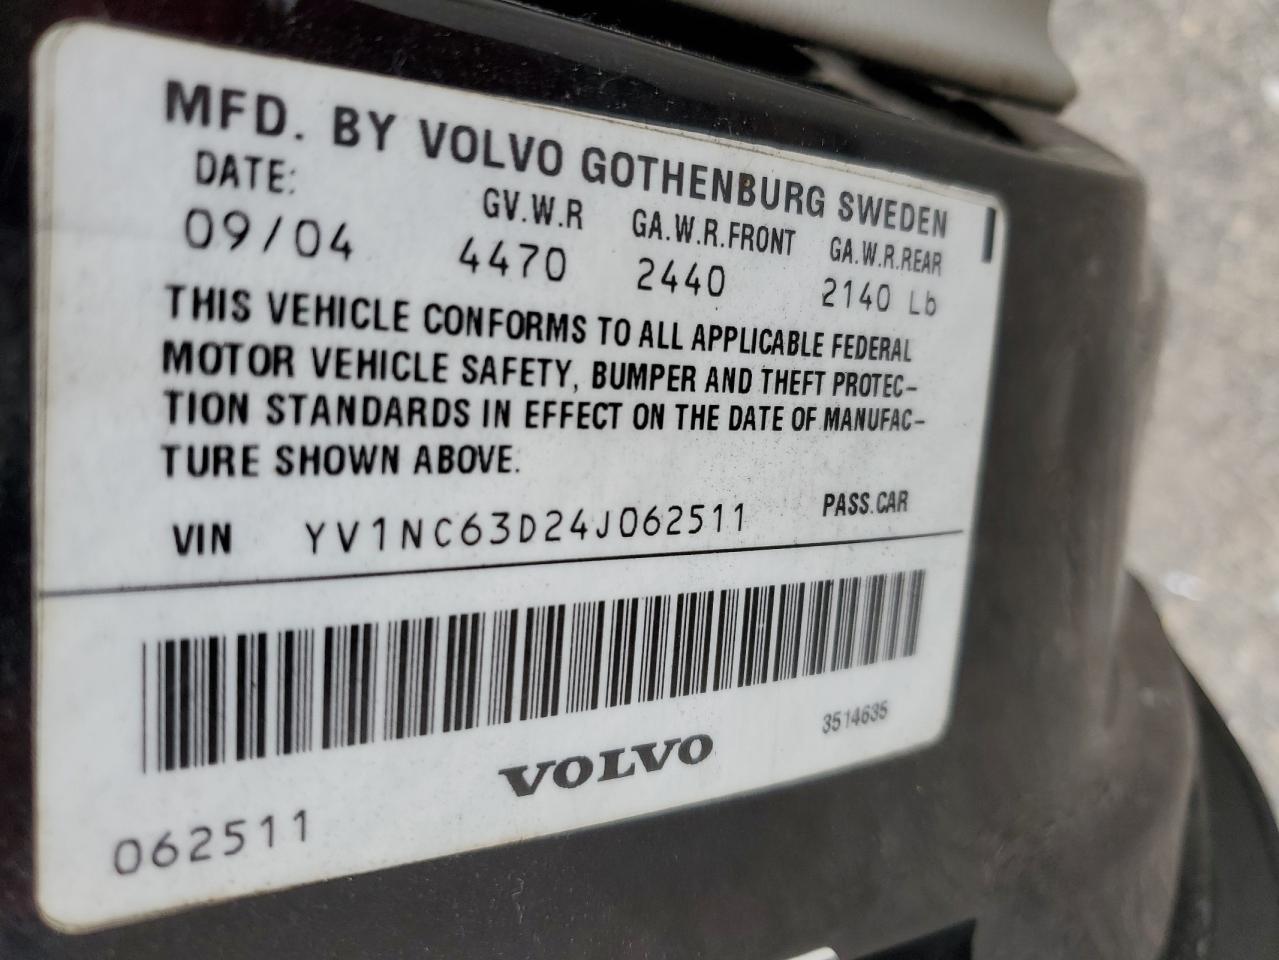 MFD. BY VOLVO GOTHENBURG SWEDEN
DATE: GV.W.R GA.W.R.FRONT GA.W.R.REAR
09/04 4470 2440 2140 Lb
THIS VEHICLE CONFORMS TO ALL APPLICABLE FEDERAL
MOTOR VEHICLE SAFETY, BUMPER AND THEFT PROTEC-
TION STANDARDS IN EFFECT ON THE DATE OF MANUFAC-
TURE SHOWN ABOVE.
VIN YV1NC63D24J062511 PASS.CAR
VOLVO 3514635
062511